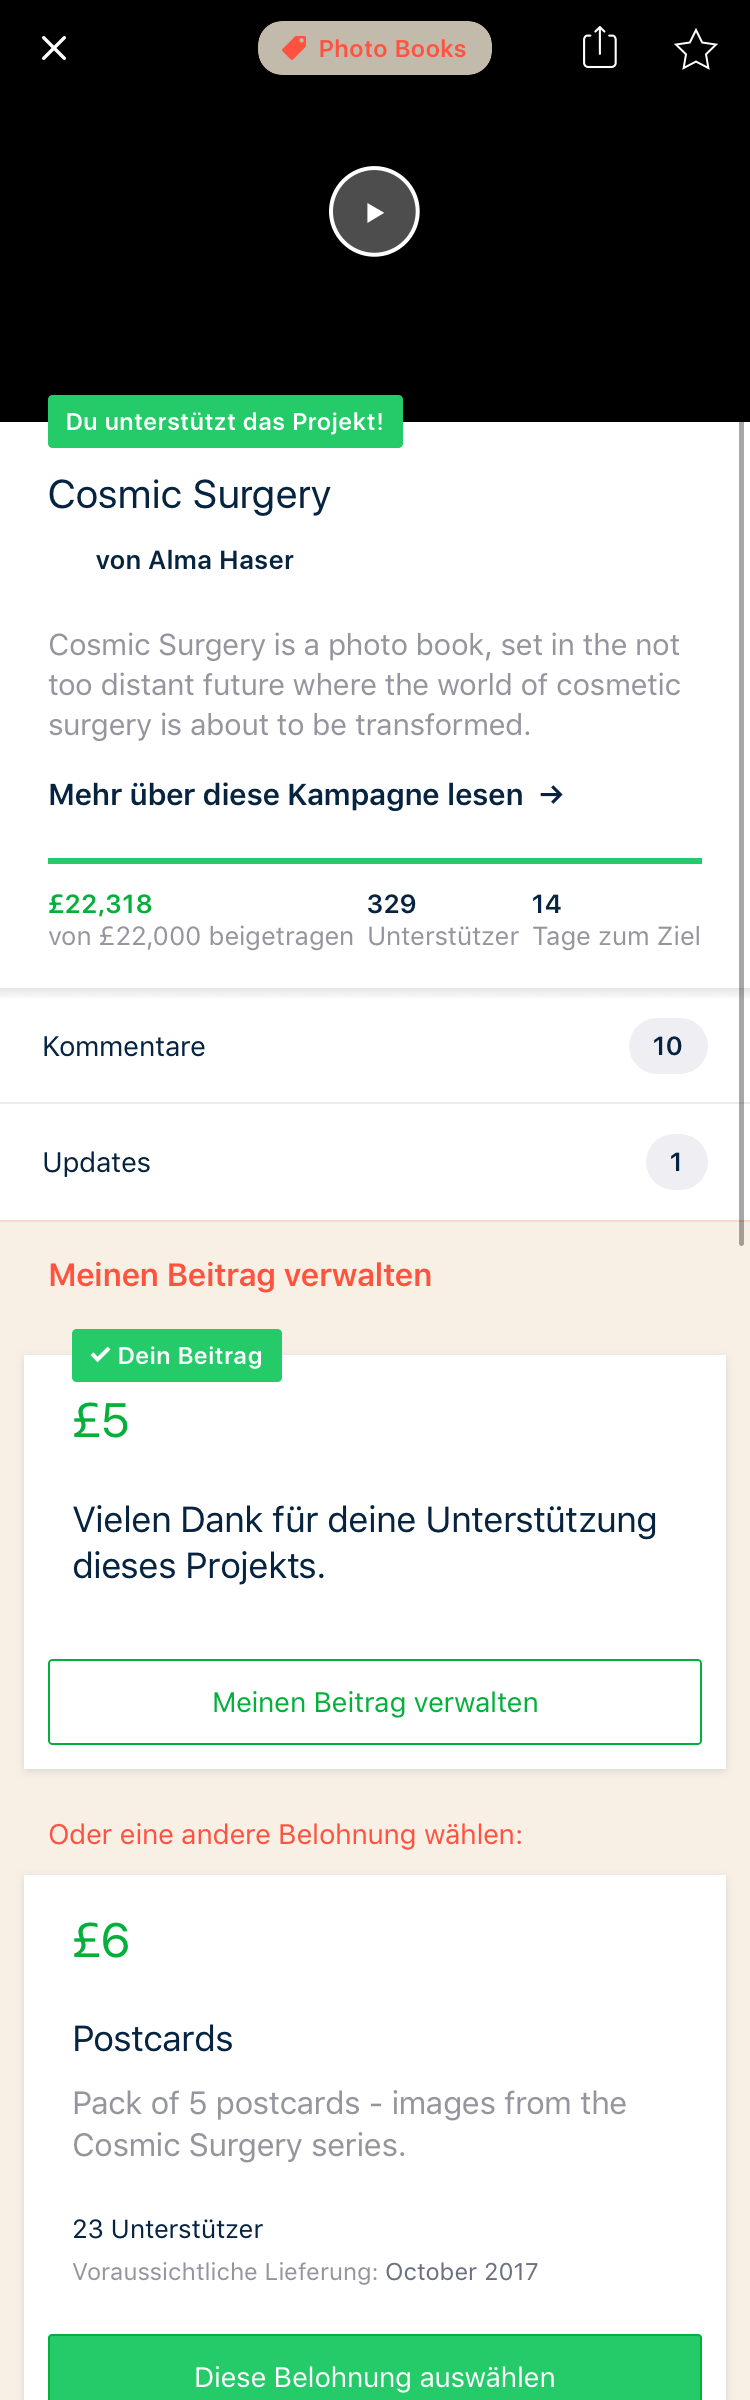 Photo Books
Du unterstützt das Projekt!
Cosmic Surgery
von Alma Haser
Cosmic Surgery is a photo book, set in the not
too distant future where the world of cosmetic
surgery is about to be transformed.
Mehr über diese Kampagne lesen →
£22,318
von £22,000 beigetragen
329
Unterstützer
14
Tage zum Ziel
Kommentare
10
Updates
1
Meinen Beitrag verwalten
Dein Beitrag
£5
Vielen Dank für deine Unterstützung
dieses Projekts.
Meinen Beitrag verwalten
Oder eine andere Belohnung wählen:
£6
Postcards
Pack of 5 postcards - images from the
Cosmic Surgery series.
23 Unterstützer
Voraussichtliche Lieferung: October 2017
Diese Belohnung auswählen